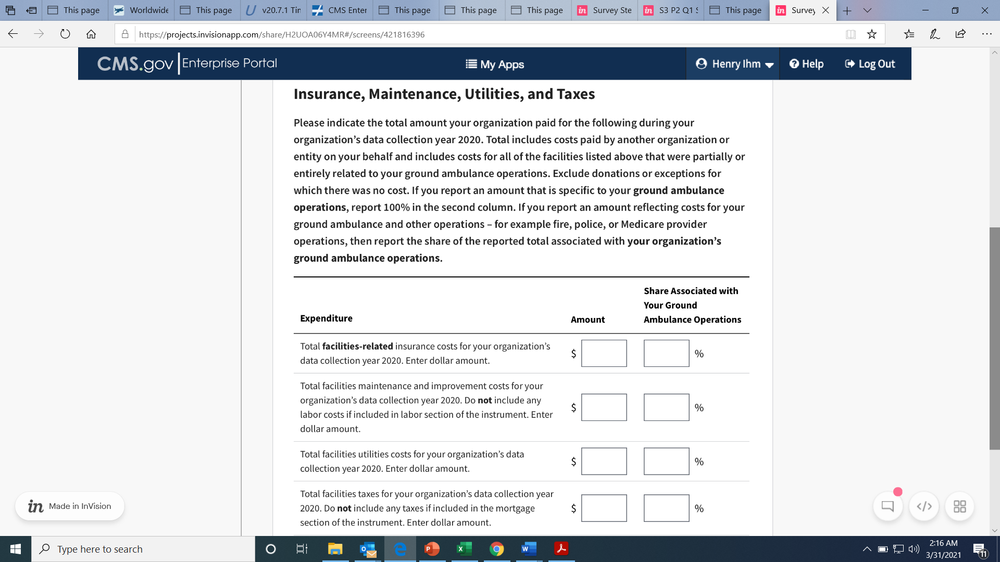 This page
Worldwide
This page
v20.7.1 Tin
CMS Enter
This page
This page
This page
in Survey Ste
in S3 P2 Q1 S
This page
in Survey
https://projects.invisionapp.com/share/H2UOA06Y4MR#/screens/421816396
CMS.gov Enterprise Portal
My Apps
Henry Ihm
Help
Log Out
Insurance, Maintenance, Utilities, and Taxes
Please indicate the total amount your organization paid for the following during your
organization’s data collection year 2020. Total includes costs paid by another organization or
entity on your behalf and includes costs for all of the facilities listed above that were partially or
entirely related to your ground ambulance operations. Exclude donations or exceptions for
which there was no cost. If you report an amount that is specific to your ground ambulance
operations, report 100% in the second column. If you report an amount reflecting costs for your
ground ambulance and other operations – for example fire, police, or Medicare provider
operations, then report the share of the reported total associated with your organization’s
ground ambulance operations.
Expenditure
Amount
Share Associated with
Your Ground
Ambulance Operations
Total facilities-related insurance costs for your organization’s
data collection year 2020. Enter dollar amount.
$ %
Total facilities maintenance and improvement costs for your
organization’s data collection year 2020. Do not include any
labor costs if included in labor section of the instrument. Enter
dollar amount.
$ %
Total facilities utilities costs for your organization’s data
collection year 2020. Enter dollar amount.
$ %
Total facilities taxes for your organization’s data collection year
2020. Do not include any taxes if included in the mortgage
section of the instrument. Enter dollar amount.
$ %
in Made in InVision
</>
Type here to search
2:16 AM
3/31/2021
11